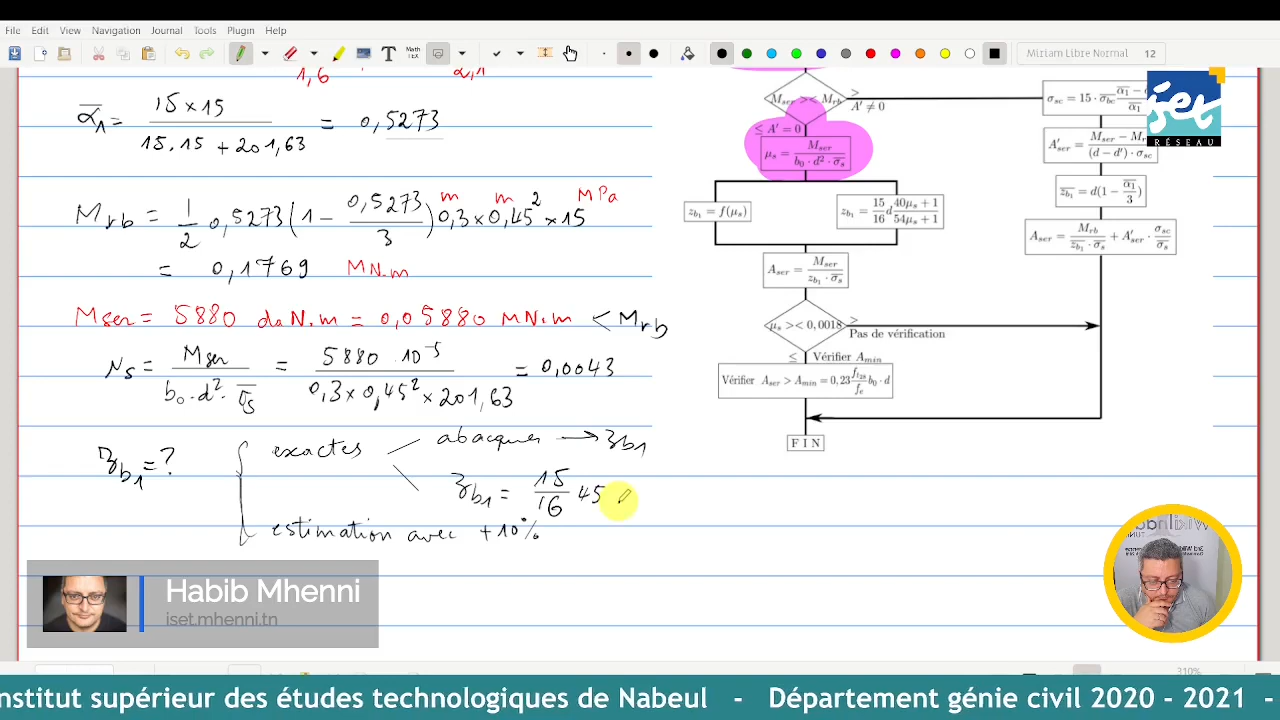 File Edit View Navigation Journal Tools Plugin Help
Miriam Libre Normal 12
1,6 2,1
α̅₁ = (15 × 15) / (15.15 + 201,63) = 0,5273
Mrb = 1/2 0,5273 (1 - 0,5273/3) 0,3 × 0,45² × 15
m m MPa
= 0,1769 MN.m
Mser = 5880 daN.m = 0,05880 MN.m < Mrb
μs = Mser / (b₀.d².σ̅s) = 5880.10⁻⁵ / (0,3 × 0,45² × 201,63) = 0,0043
zb₁ = ?
exactes
abacques → zb₁
zb₁ = 15/16 45
estimation avec +10%
Mser >< Mrb
>
A' ≠ 0
≤ A' = 0
μs = Mser / (b₀ · d² · σ̅s)
zb₁ = f(μs)
zb₁ = 15/16 d (40μs + 1)/(54μs + 1)
Aser = Mser / (zb₁ · σ̅s)
μs >< 0,0018
>
Pas de vérification
≤ Vérifier Amin
Vérifier Aser > Amin = 0,23 ft28/fe b₀ · d
F I N
σsc = 15 · σ̅bc
A'ser = (Mser − M) / ((d − d') · σsc)
z̅b₁ = d(1 − α̅₁/3)
Aser = Mrb / (z̅b₁ · σ̅s) + A'ser · σsc/σ̅s
iset
RÉSEAU
Habib Mhenni
iset.mhenni.tn
310%
nstitut supérieur des études technologiques de Nabeul - Département génie civil 2020 - 2021 -